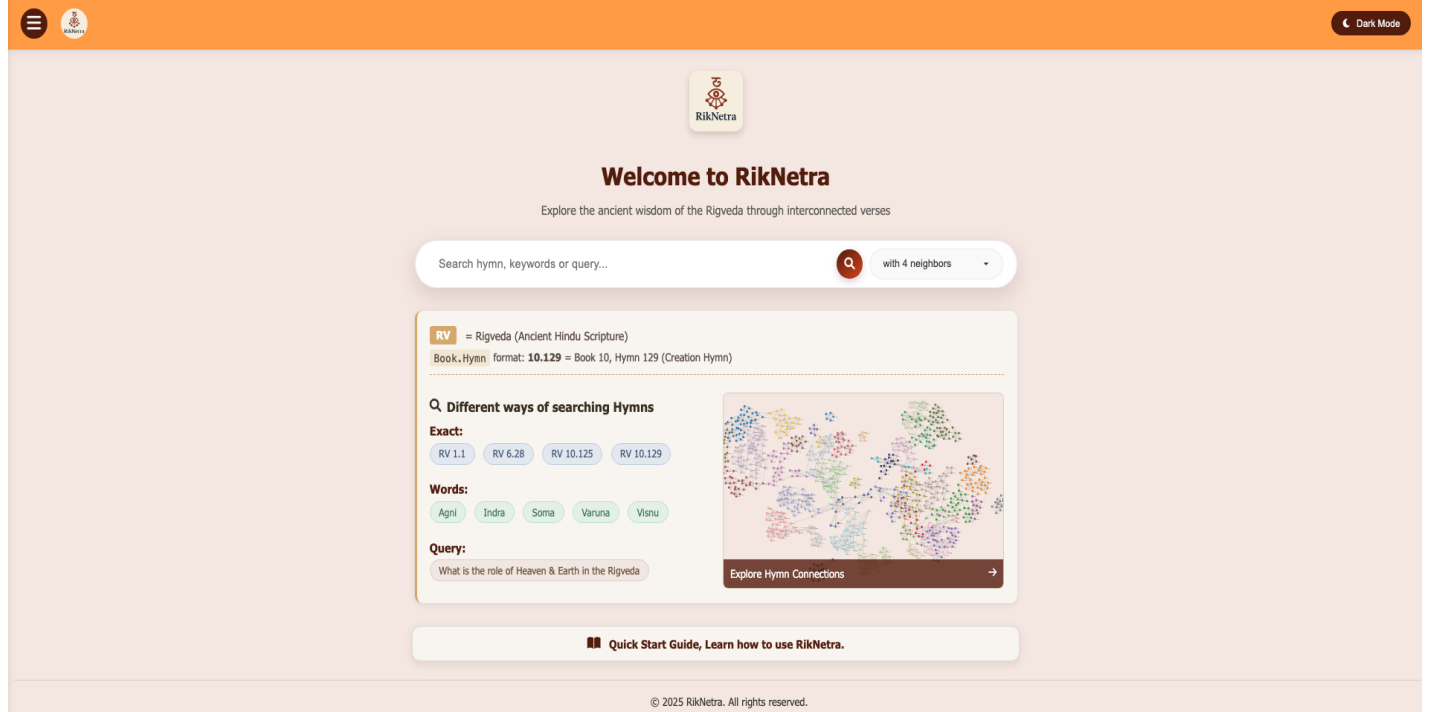 RikNetra
Dark Mode
RikNetra
Welcome to RikNetra
Explore the ancient wisdom of the Rigveda through interconnected verses
Search hymn, keywords or query...
with 4 neighbors
RV = Rigveda (Ancient Hindu Scripture)
Book.Hymn format: 10.129 = Book 10, Hymn 129 (Creation Hymn)
Different ways of searching Hymns
Exact:
RV 1.1 RV 6.28 RV 10.125 RV 10.129
Words:
Agni Indra Soma Varuna Visnu
Query:
What is the role of Heaven & Earth in the Rigveda
Explore Hymn Connections →
Quick Start Guide, Learn how to use RikNetra.
© 2025 RikNetra. All rights reserved.